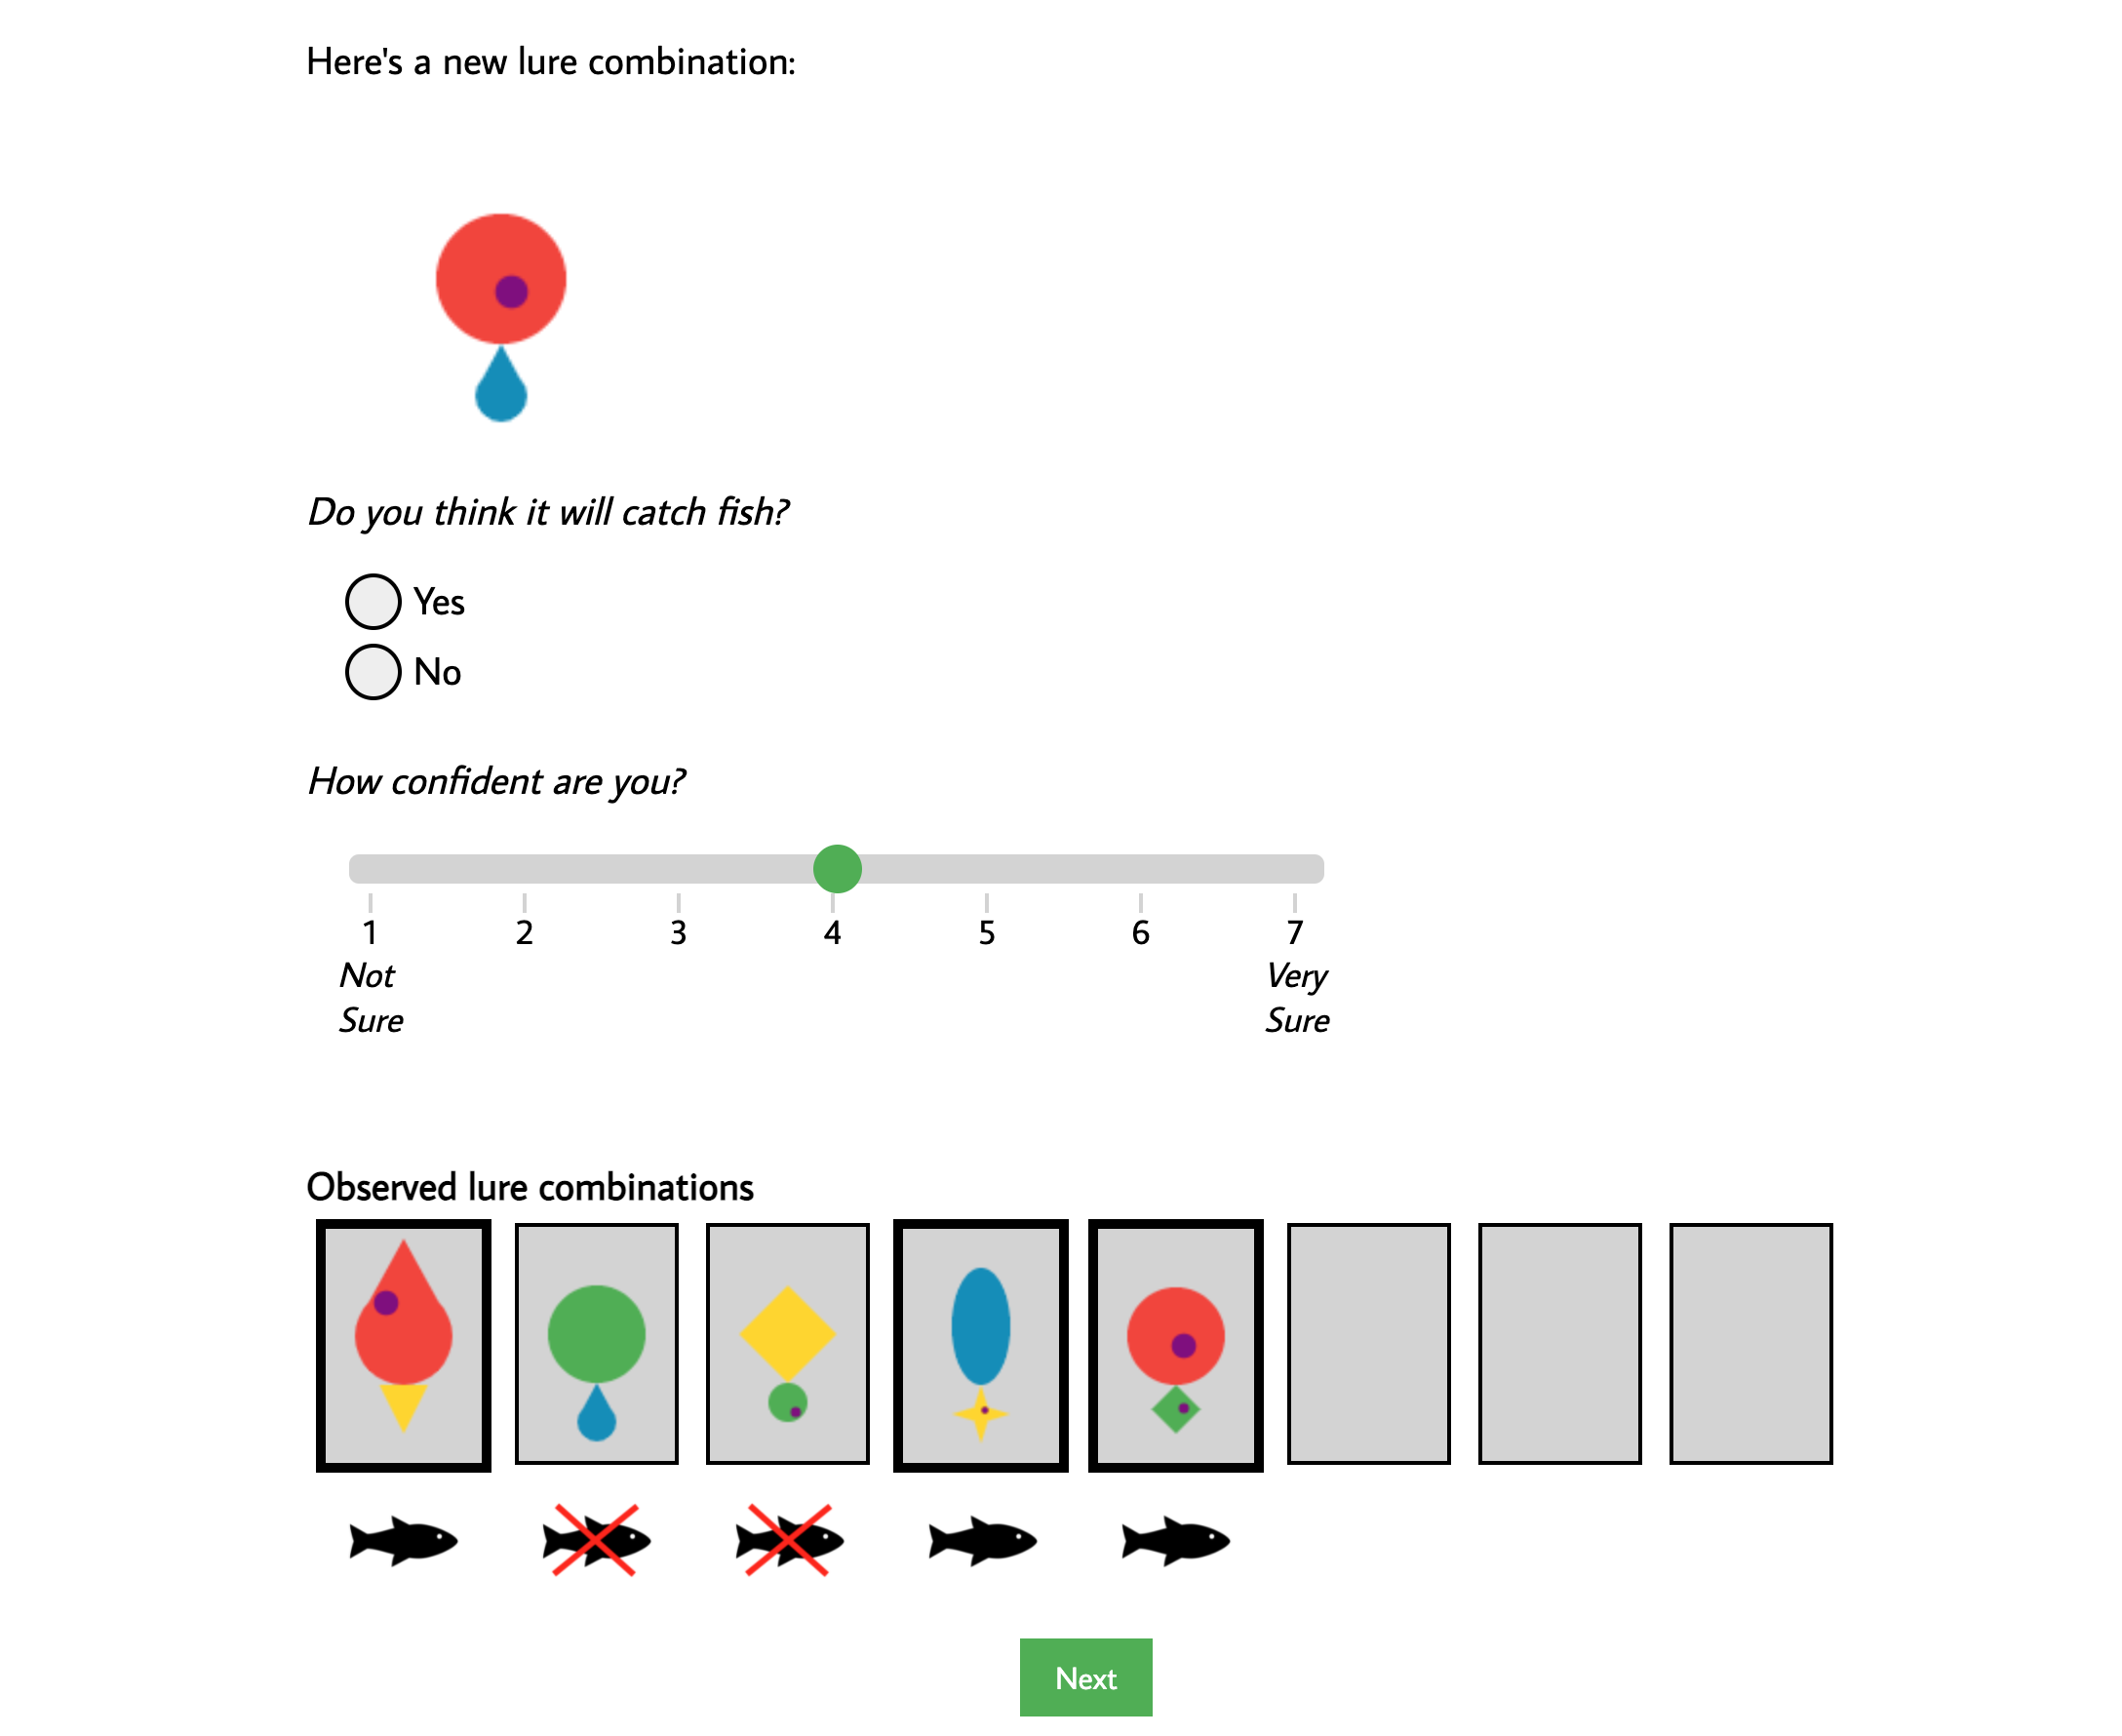 Here's a new lure combination:
Do you think it will catch fish?
Yes
No
How confident are you?
1 2 3 4 5 6 7
Not Sure
Very Sure
Observed lure combinations
Next